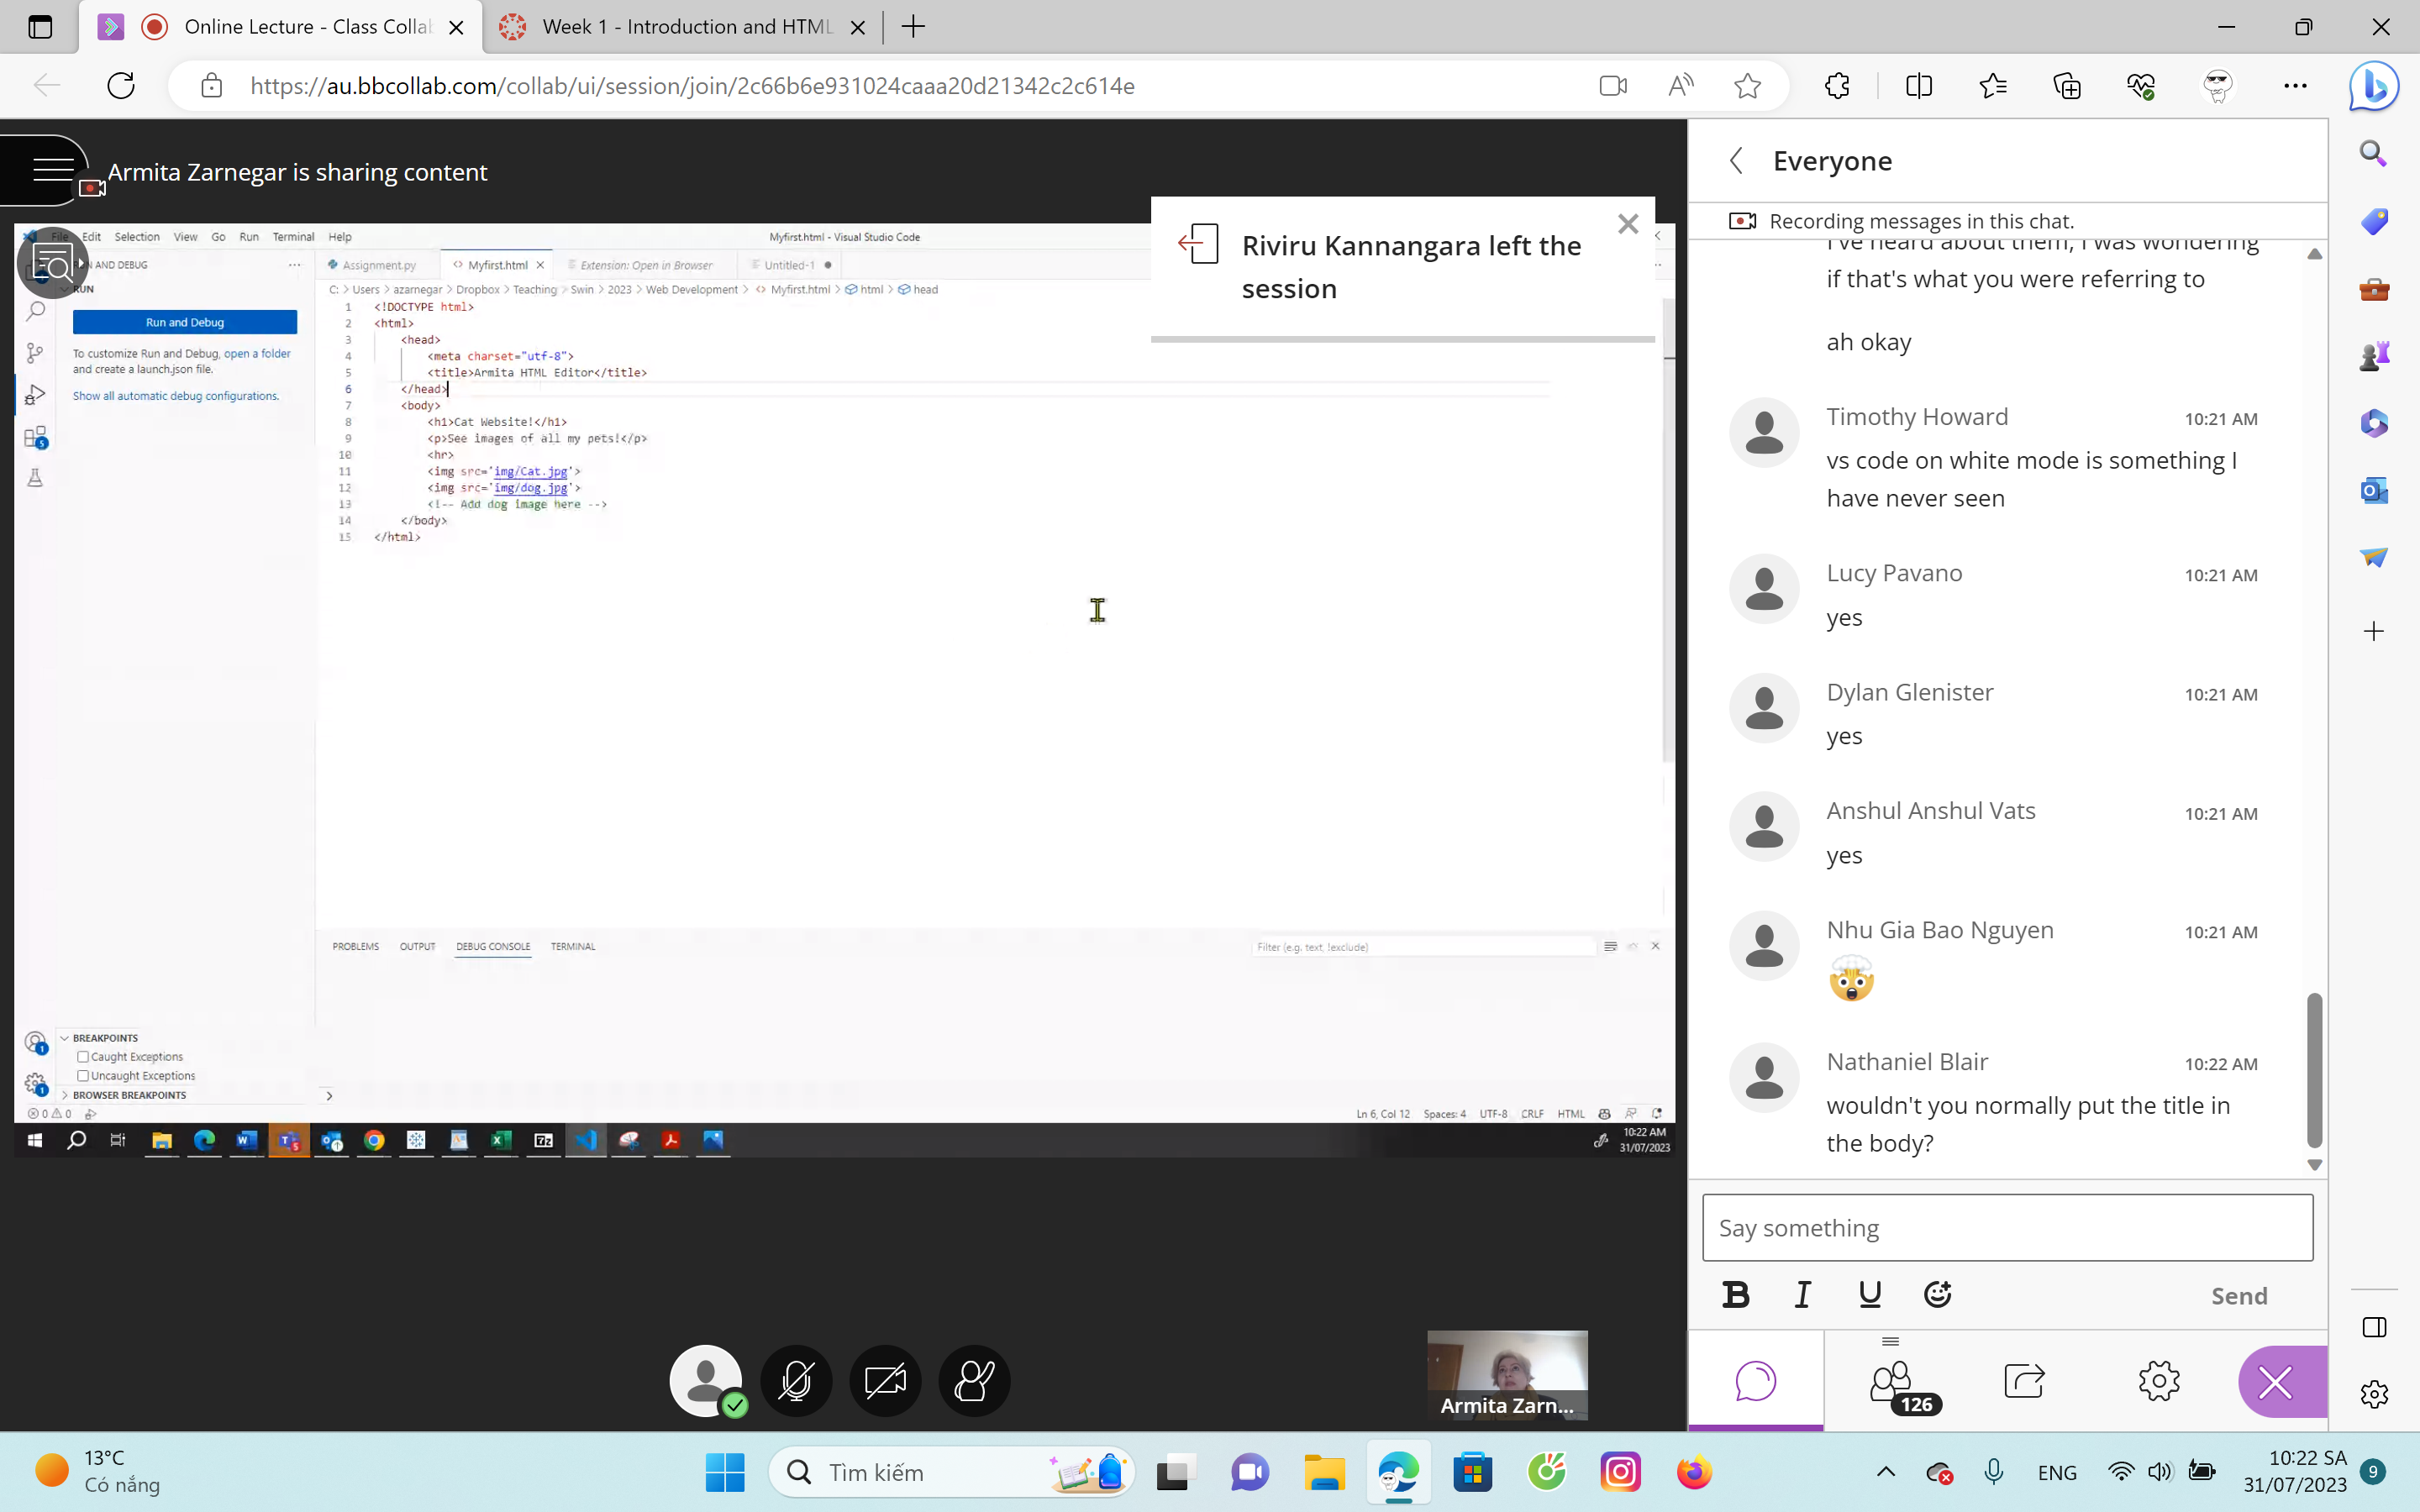 Online Lecture - Class Collab
Week 1 - Introduction and HTML
https://au.bbcollab.com/collab/ui/session/join/2c66b6e931024caaa20d21342c2c614e
Armita Zarnegar is sharing content
Riviru Kannangara left the
session
File Edit Selection View Go Run Terminal Help
Myfirst.html - Visual Studio Code
N AND DEBUG
Assignment.py
Myfirst.html
Extension: Open in Browser
Untitled-1
RUN
C: > Users > azarnegar > Dropbox > Teaching > Swin > 2023 > Web Development > Myfirst.html > html > head
Run and Debug
To customize Run and Debug, open a folder
and create a launch.json file.
Show all automatic debug configurations.
1 <!DOCTYPE html>
2 <html>
3 <head>
4 <meta charset="utf-8">
5 <title>Armita HTML Editor</title>
6 </head>
7 <body>
8 <h1>Cat Website!</h1>
9 <p>See images of all my pets!</p>
10 <hr>
11 <img src='img/Cat.jpg'>
12 <img src='img/dog.jpg'>
13 <!-- Add dog image here -->
14 </body>
15 </html>
PROBLEMS OUTPUT DEBUG CONSOLE TERMINAL
Filter (e.g. text, !exclude)
BREAKPOINTS
Caught Exceptions
Uncaught Exceptions
BROWSER BREAKPOINTS
0 0
Ln 6, Col 12 Spaces: 4 UTF-8 CRLF HTML
10:22 AM
31/07/2023
Armita Zarn...
Everyone
Recording messages in this chat.
I've heard about them, I was wondering
if that's what you were referring to
ah okay
Timothy Howard 10:21 AM
vs code on white mode is something I
have never seen
Lucy Pavano 10:21 AM
yes
Dylan Glenister 10:21 AM
yes
Anshul Anshul Vats 10:21 AM
yes
Nhu Gia Bao Nguyen 10:21 AM
🤯
Nathaniel Blair 10:22 AM
wouldn't you normally put the title in
the body?
Say something
B I U
Send
126
13°C
Có nắng
Tìm kiếm
ENG
10:22 SA
31/07/2023
9